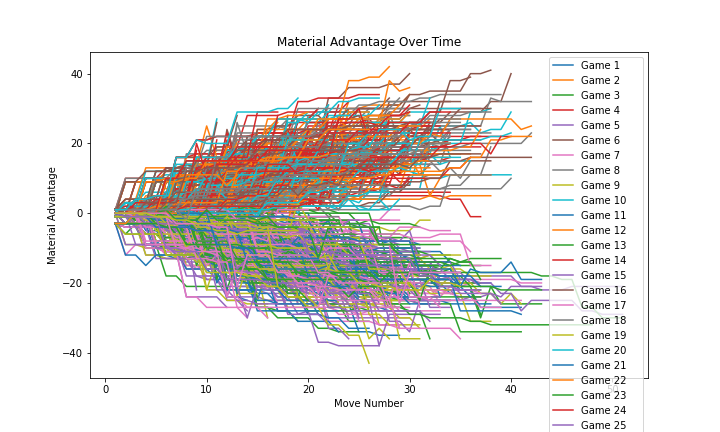 Material Advantage Over Time
Material Advantage
40
20
0
−20
−40
0
10
20
30
40
Move Number
Game 1
Game 2
Game 3
Game 4
Game 5
Game 6
Game 7
Game 8
Game 9
Game 10
Game 11
Game 12
Game 13
Game 14
Game 15
Game 16
Game 17
Game 18
Game 19
Game 20
Game 21
Game 22
Game 23
Game 24
Game 25